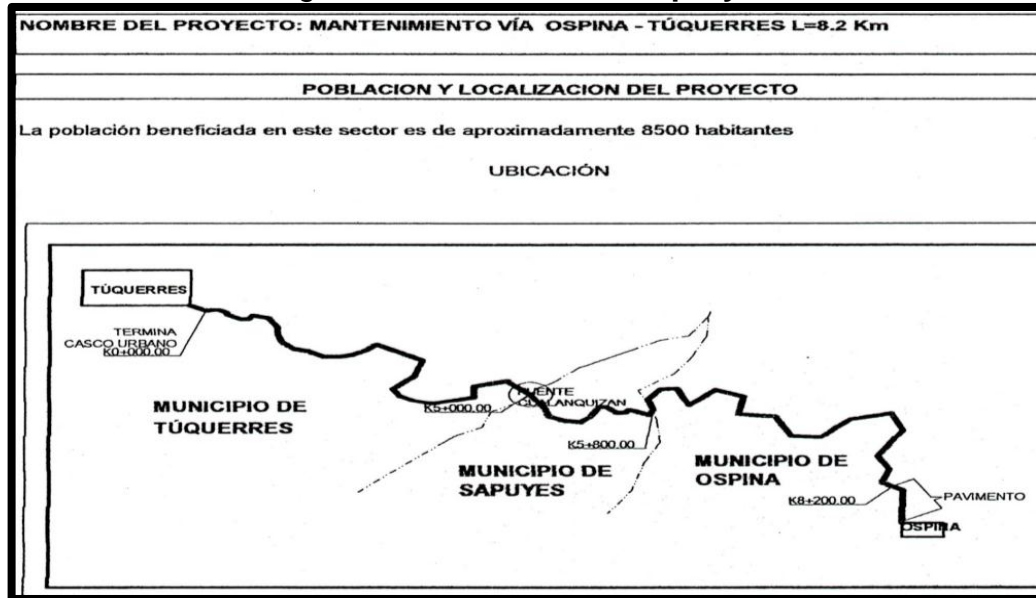 NOMBRE DEL PROYECTO: MANTENIMIENTO VÍA OSPINA - TÚQUERRES L=8.2 Km
POBLACION Y LOCALIZACION DEL PROYECTO
La población beneficiada en este sector es de aproximadamente 8500 habitantes
UBICACIÓN
TÚQUERRES
TERMINA
CASCO URBANO
K0+000.00
MUNICIPIO DE
TÚQUERRES
K5+000.00
PUENTE
GUALANQUIZAN
K5+800.00
MUNICIPIO DE
SAPUYES
MUNICIPIO DE
OSPINA
K8+200.00
PAVIMENTO
OSPINA